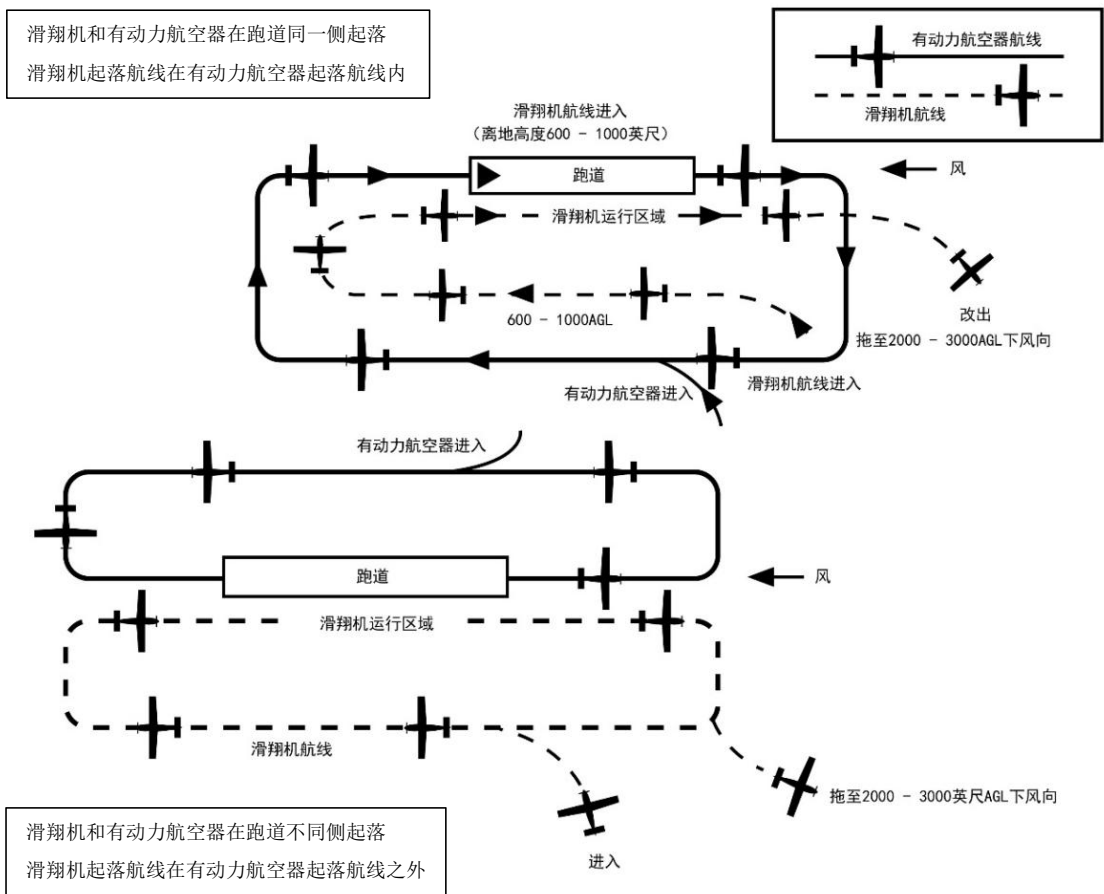 滑翔机和有动力航空器在跑道同一侧起落
滑翔机起落航线在有动力航空器起落航线内
有动力航空器航线
滑翔机航线
滑翔机航线进入
（离地高度600 - 1000英尺）
跑道
风
滑翔机运行区域
600 - 1000AGL
改出
拖至2000 - 3000AGL下风向
有动力航空器进入
滑翔机航线进入
有动力航空器进入
跑道
风
滑翔机运行区域
滑翔机航线
拖至2000 - 3000英尺AGL下风向
进入
滑翔机和有动力航空器在跑道不同侧起落
滑翔机起落航线在有动力航空器起落航线之外